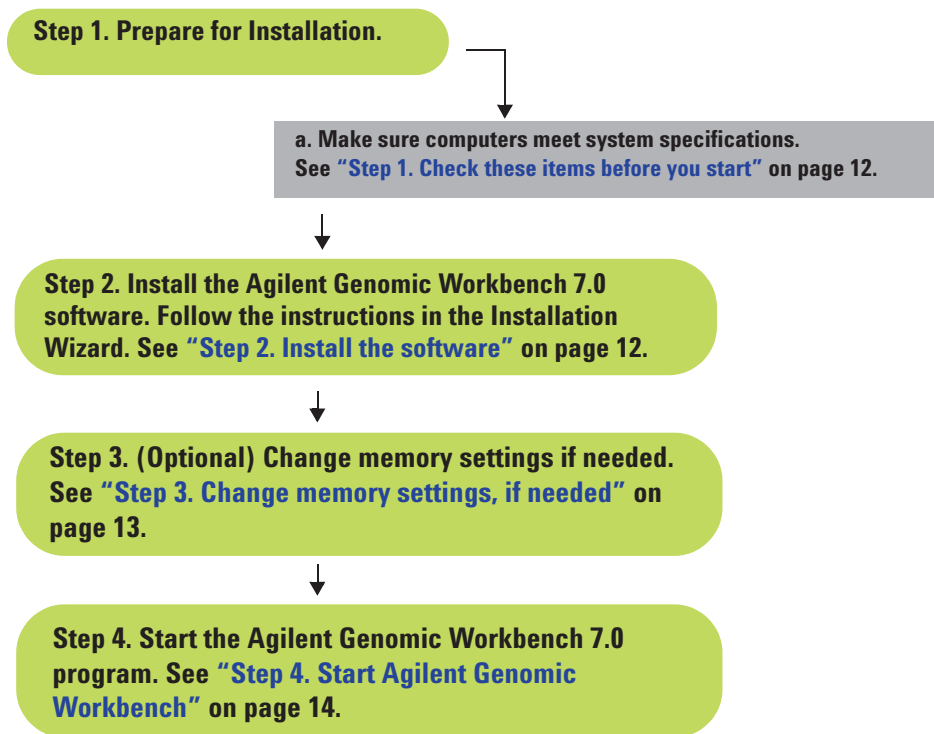 Step 1. Prepare for Installation.
a. Make sure computers meet system specifications.
See “Step 1. Check these items before you start” on page 12.
Step 2. Install the Agilent Genomic Workbench 7.0
software. Follow the instructions in the Installation
Wizard. See “Step 2. Install the software” on page 12.
Step 3. (Optional) Change memory settings if needed.
See “Step 3. Change memory settings, if needed” on
page 13.
Step 4. Start the Agilent Genomic Workbench 7.0
program. See “Step 4. Start Agilent Genomic
Workbench” on page 14.